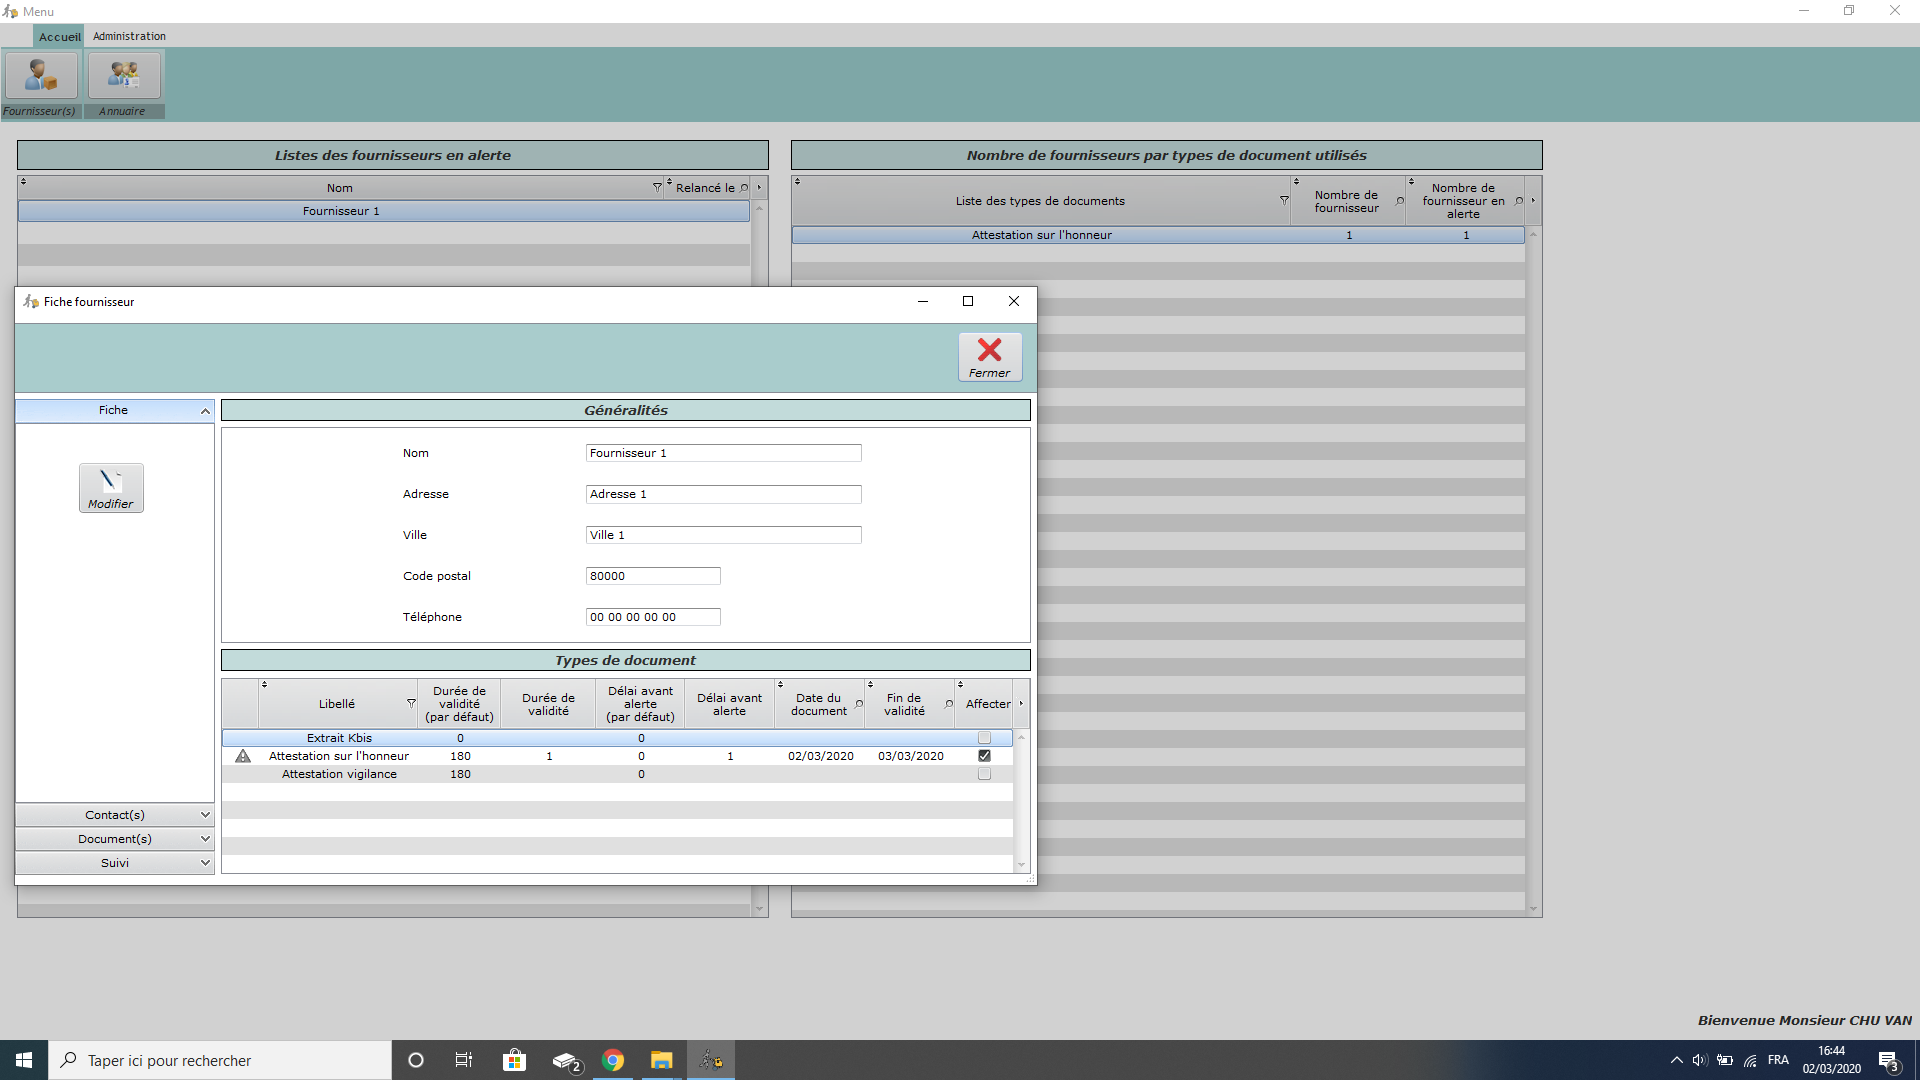 Menu
Accueil
Administration
Fournisseur(s)
Annuaire
Listes des fournisseurs en alerte
Nom
Relancé le
Fournisseur 1
Nombre de fournisseurs par types de document utilisés
Liste des types de documents
Nombre de
fournisseur
Nombre de
fournisseur en
alerte
Attestation sur l'honneur 1 1
Fiche fournisseur
Fermer
Fiche
Modifier
Contact(s)
Document(s)
Suivi
Généralités
Nom Fournisseur 1
Adresse Adresse 1
Ville Ville 1
Code postal 80000
Téléphone 00 00 00 00 00
Types de document
Libellé
Durée de
validité
(par défaut)
Durée de
validité
Délai avant
alerte
(par défaut)
Délai avant
alerte
Date du
document
Fin de
validité
Affecter
Extrait Kbis 0 0
Attestation sur l'honneur 180 1 0 1 02/03/2020 03/03/2020
Attestation vigilance 180 0
Bienvenue Monsieur CHU VAN
Taper ici pour rechercher
2
FRA
16:44
02/03/2020
3